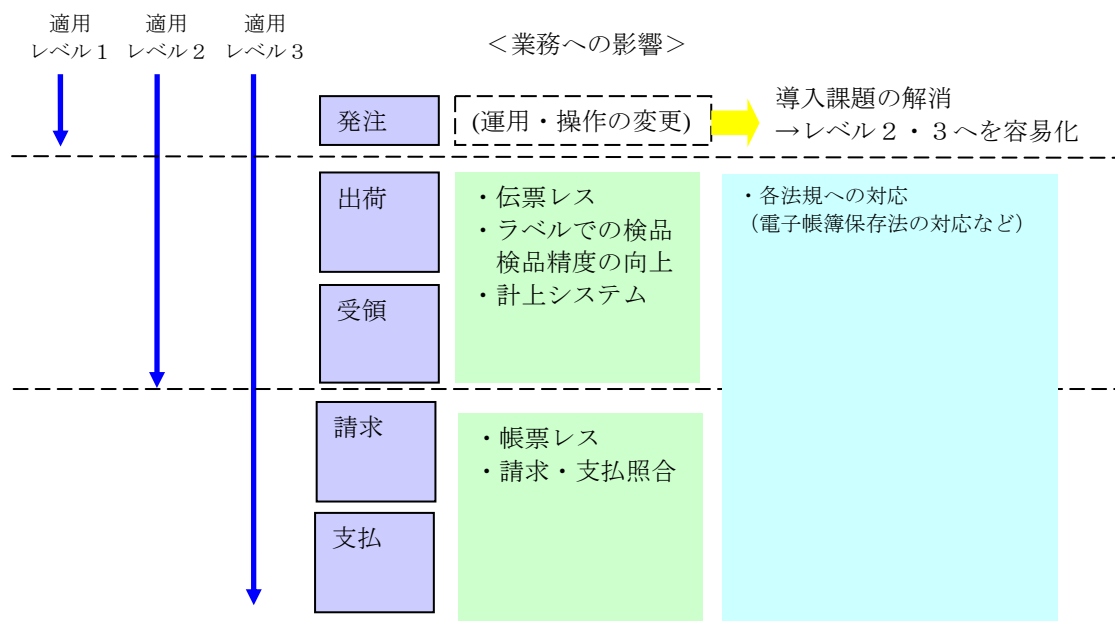 適用
レベル１
適用
レベル２
適用
レベル３
＜業務への影響＞
発注
(運用・操作の変更)
導入課題の解消
→レベル２・３へを容易化
出荷
・伝票レス
・ラベルでの検品
検品精度の向上
・計上システム
・各法規への対応
（電子帳簿保存法の対応など）
受領
請求
・帳票レス
・請求・支払照合
支払